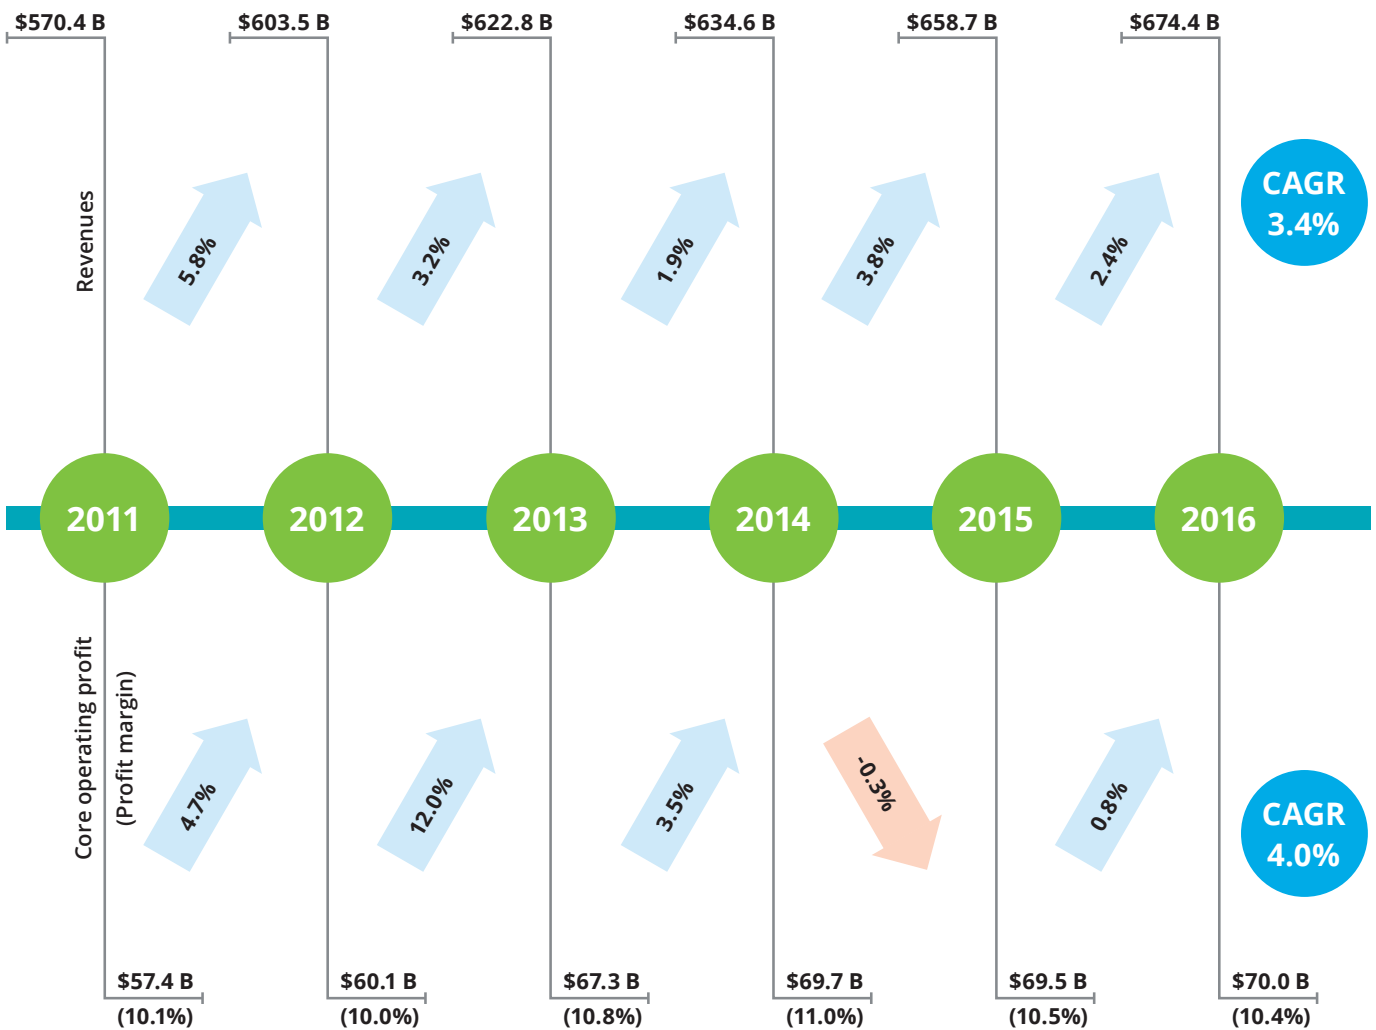 $570.4 B
$603.5 B
$622.8 B
$634.6 B
$658.7 B
$674.4 B
Revenues
5.8%
3.2%
1.9%
3.8%
2.4%
CAGR
3.4%
2011
2012
2013
2014
2015
2016
Core operating profit
(Profit margin)
4.7%
12.0%
3.5%
-0.3%
0.8%
CAGR
4.0%
$57.4 B
(10.1%)
$60.1 B
(10.0%)
$67.3 B
(10.8%)
$69.7 B
(11.0%)
$69.5 B
(10.5%)
$70.0 B
(10.4%)